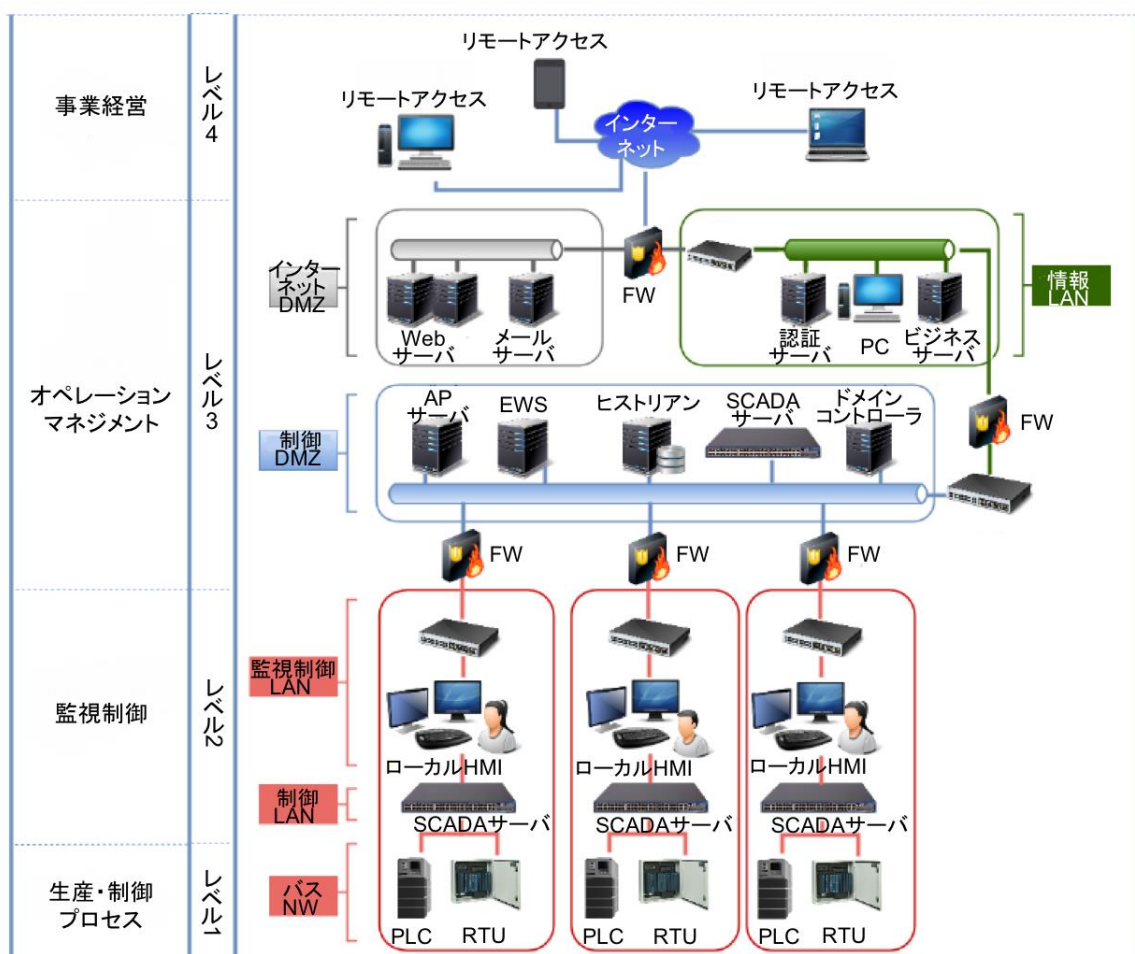 リモートアクセス
リモートアクセス
リモートアクセス
事業経営
レベル4
インター
ネット
インター
ネット
DMZ
FW
情報
LAN
Web
サーバ
メール
サーバ
認証
サーバ
PC
ビジネス
サーバ
オペレーション
マネジメント
レベル3
AP
サーバ
EWS
ヒストリアン
SCADA
サーバ
ドメイン
コントローラ
FW
制御
DMZ
FW
FW
FW
監視制御
レベル2
監視制御
LAN
ローカルHMI
ローカルHMI
ローカルHMI
制御
LAN
SCADAサーバ
SCADAサーバ
SCADAサーバ
生産・制御
プロセス
レベル1
バス
NW
PLC
RTU
PLC
RTU
PLC
RTU